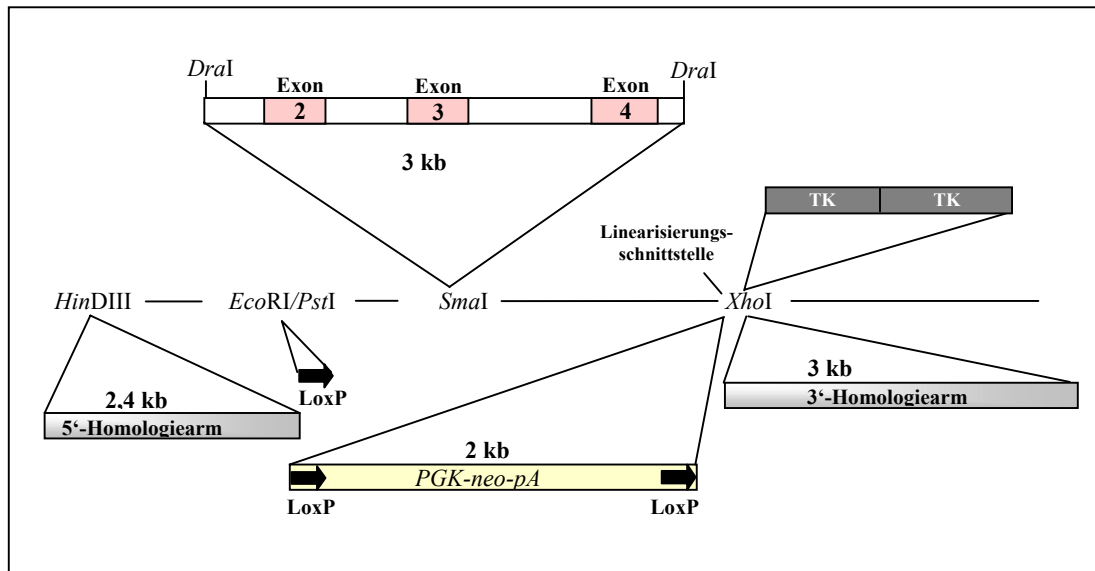 DraI
DraI
Exon
Exon
Exon
2
3
4
3 kb
TK
TK
Linearisierungs-
schnittstelle
HinDIII
EcoRI/PstI
SmaI
XhoI
LoxP
2,4 kb
5‘-Homologiearm
3 kb
3‘-Homologiearm
2 kb
PGK-neo-pA
LoxP
LoxP